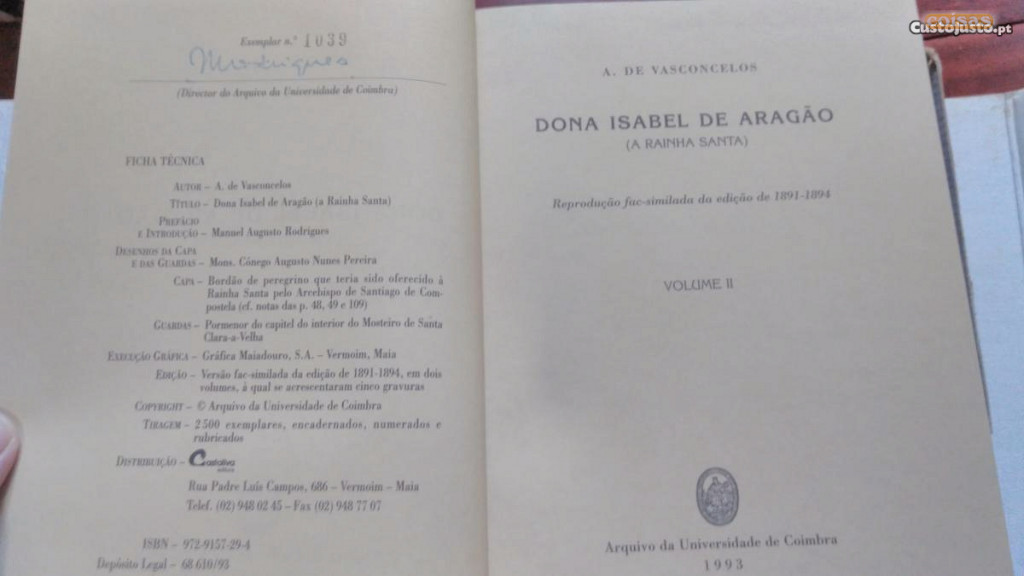 Exemplar n.º 1039
MRodrigues
(Director do Arquivo da Universidade de Coimbra)
FICHA TÉCNICA
AUTOR – A. de Vasconcelos
TÍTULO – Dona Isabel de Aragão (a Rainha Santa)
PREFÁCIO
E INTRODUÇÃO – Manuel Augusto Rodrigues
DESENHOS DA CAPA
E DAS GUARDAS – Mons. Cónego Augusto Nunes Pereira
CAPA – Bordão de peregrino que teria sido oferecido à
Rainha Santa pelo Arcebispo de Santiago de Com-
postela (cf. notas das p. 48, 49 e 109)
GUARDAS – Pormenor do capitel do interior do Mosteiro de Santa
Clara-a-Velha
EXECUÇÃO GRÁFICA – Gráfica Maiadouro, S.A. – Vermoim, Maia
EDIÇÃO – Versão fac-similada da edição de 1891-1894, em dois
volumes, à qual se acrescentaram cinco gravuras
COPYRIGHT – © Arquivo da Universidade de Coimbra
TIRAGEM – 2 500 exemplares, encadernados, numerados e
rubricados
DISTRIBUIÇÃO –
Rua Padre Luís Campos, 686 – Vermoim – Maia
Telef. (02) 948 02 45 – Fax (02) 948 77 07
ISBN – 972-9157-29-4
Depósito Legal – 68 610/93
A. DE VASCONCELOS
DONA ISABEL DE ARAGÃO
(A RAINHA SANTA)
Reprodução fac-similada da edição de 1891-1894
VOLUME II
Arquivo da Universidade de Coimbra
1993
coisas
CustoJusto.pt